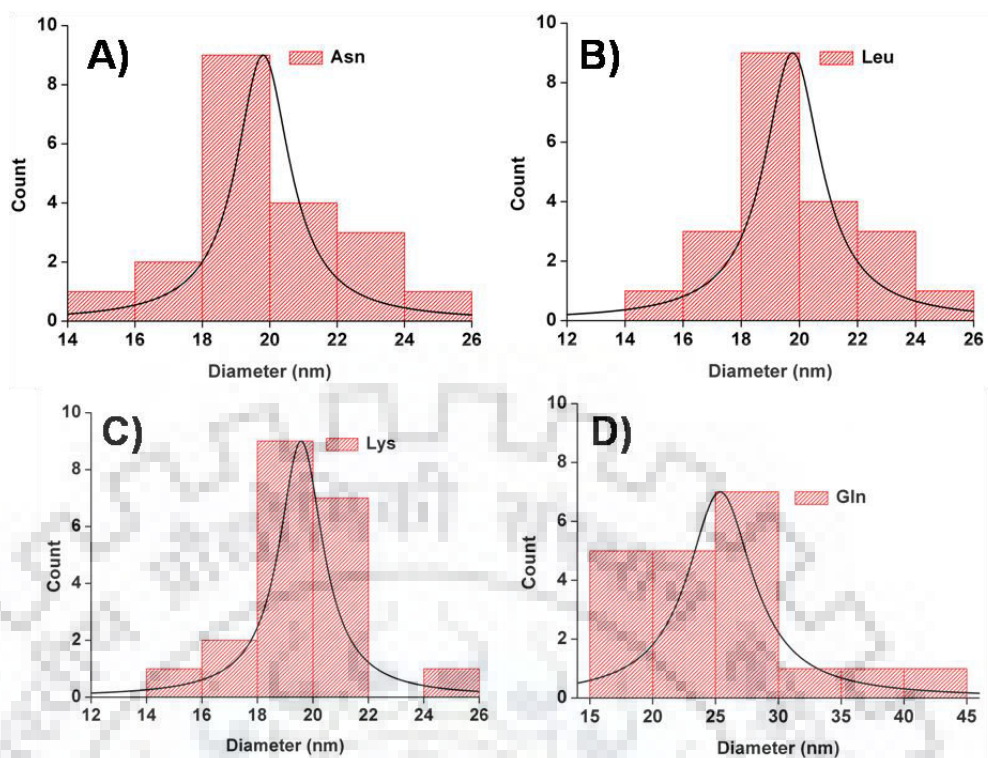 A)
Asn
Count
10
8
6
4
2
0
14 16 18 20 22 24 26
Diameter (nm)
B)
Leu
Count
10
8
6
4
2
0
12 14 16 18 20 22 24 26
Diameter (nm)
C)
Lys
Count
10
8
6
4
2
0
12 14 16 18 20 22 24 26
Diameter (nm)
D)
Gln
Count
10
8
6
4
2
0
15 20 25 30 35 40 45
Diameter (nm)